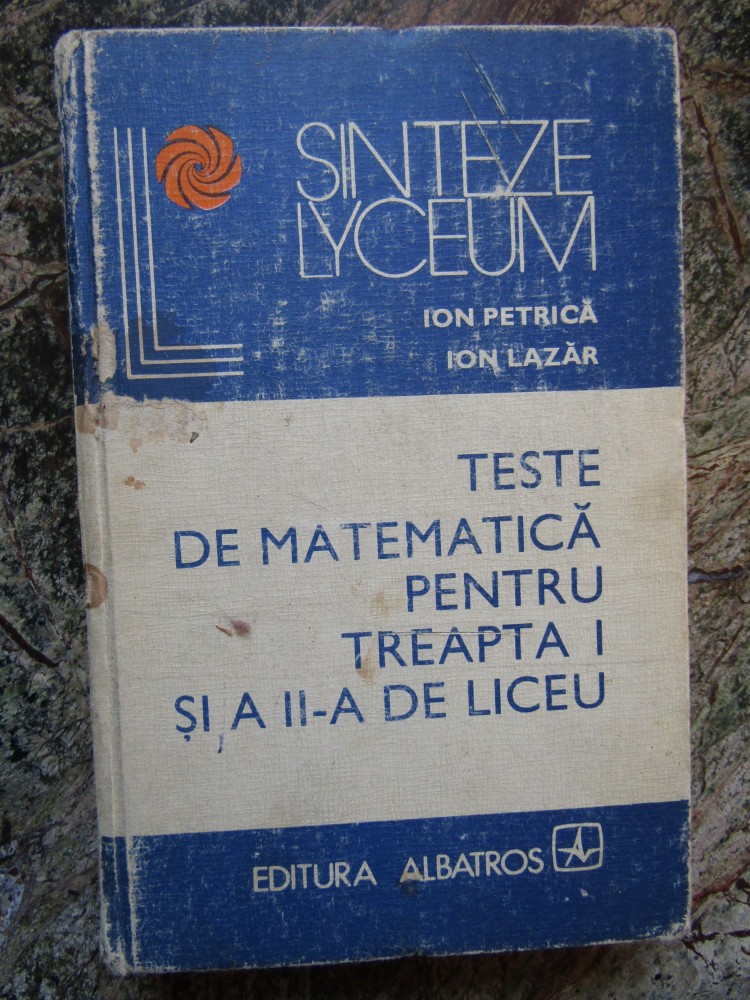 SINTEZE
LYCEUM
ION PETRICĂ
ION LAZĂR
TESTE
DE MATEMATICĂ
PENTRU
TREAPTA I
ȘI A II-A DE LICEU
EDITURA ALBATROS